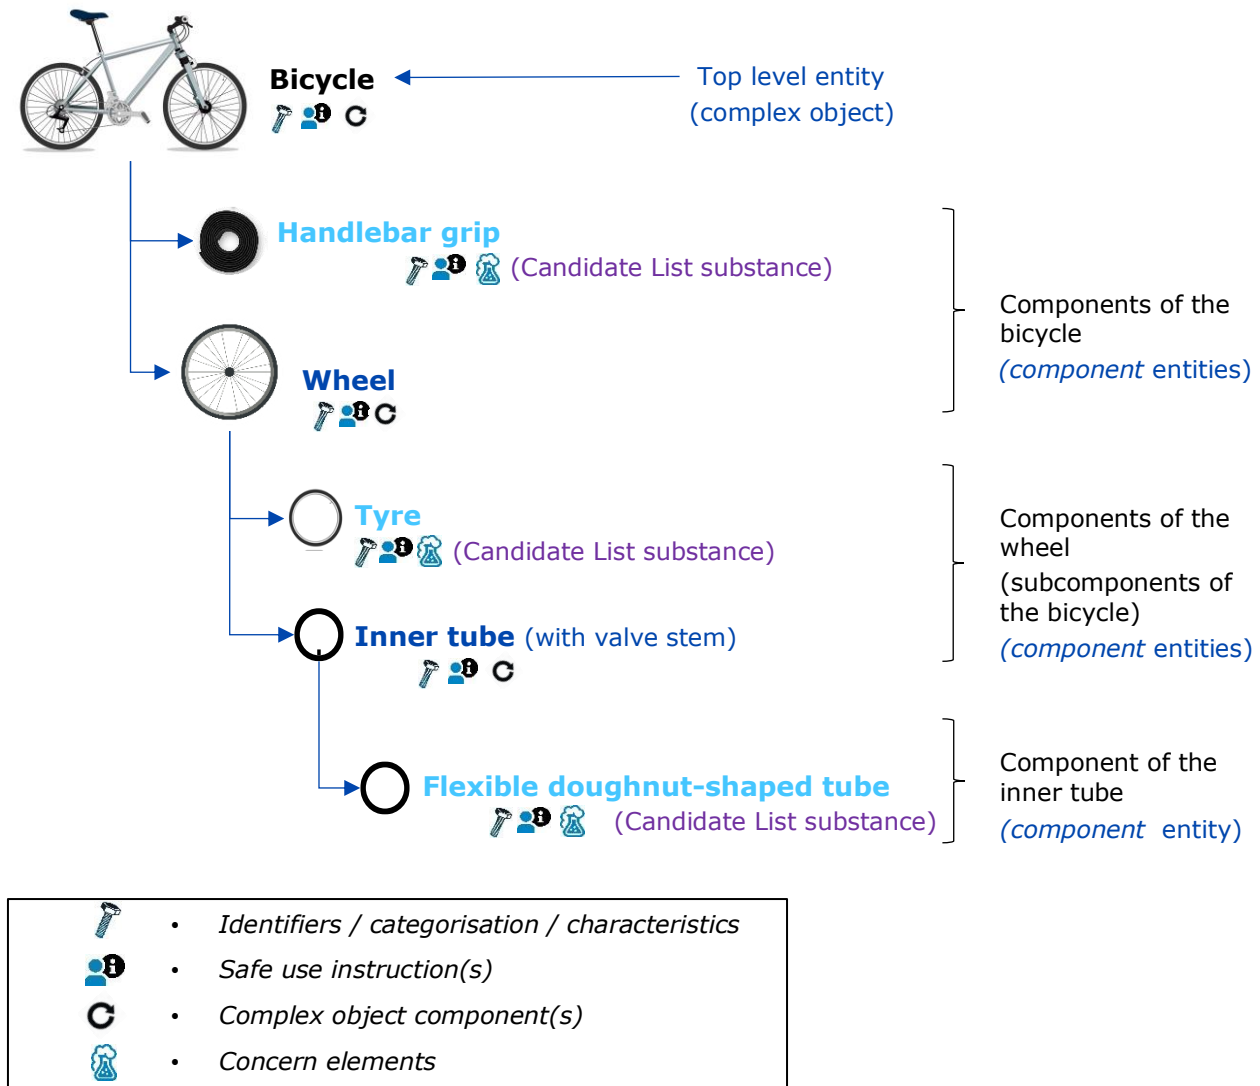 Bicycle
Top level entity
(complex object)
Handlebar grip
(Candidate List substance)
Components of the
bicycle
(component entities)
Wheel
Tyre
(Candidate List substance)
Components of the
wheel
(subcomponents of
the bicycle)
(component entities)
Inner tube (with valve stem)
Flexible doughnut-shaped tube
(Candidate List substance)
Component of the
inner tube
(component entity)
• Identifiers / categorisation / characteristics
• Safe use instruction(s)
• Complex object component(s)
• Concern elements